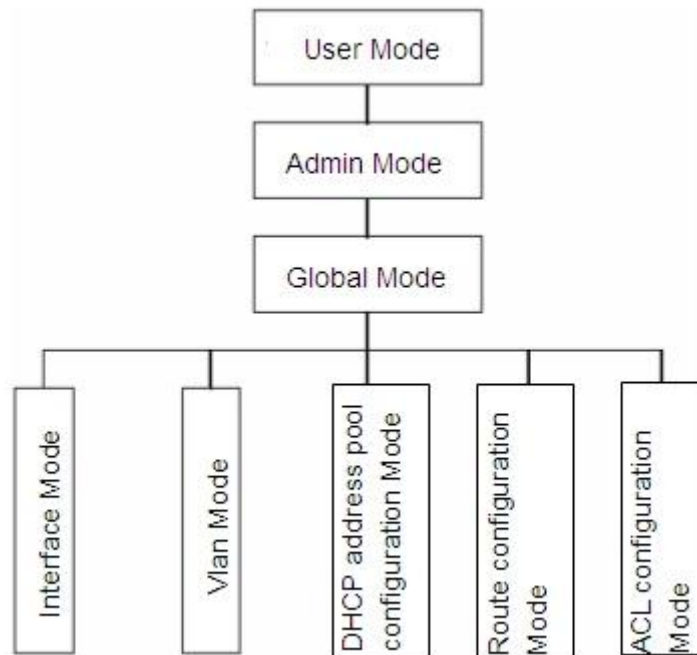 User Mode
Admin Mode
Global Mode
Interface Mode
Vlan Mode
DHCP address pool
configuration Mode
Route configuration
Mode
ACL configuration
Mode